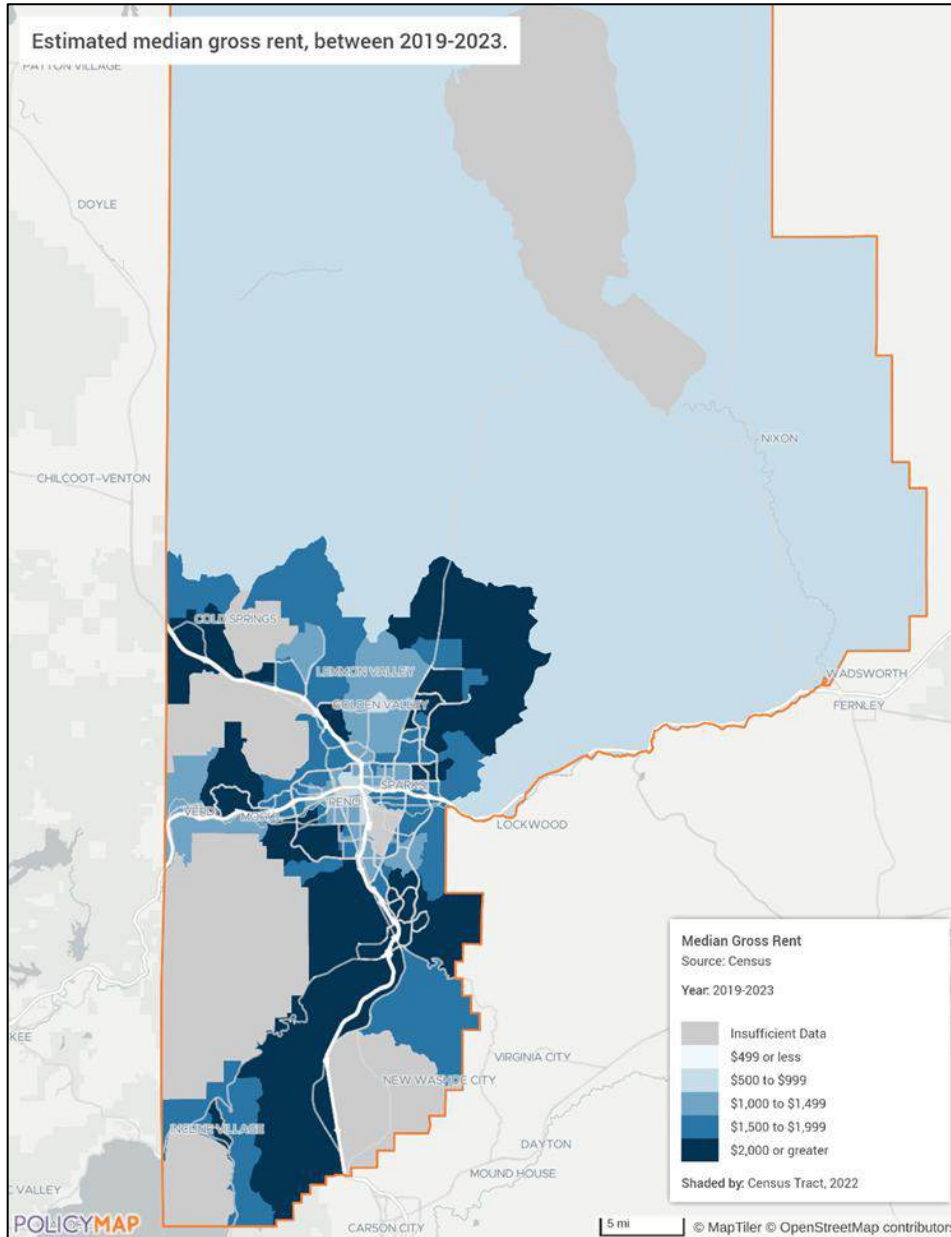 Estimated median gross rent, between 2019-2023.
PATTON VILLAGE
DOYLE
NIXON
CHILCOOT-VENTON
COLD SPRINGS
LEMMON VALLEY
WADSWORTH
GOLDEN VALLEY
FERNLEY
SPARKS
RENO
VERDI
LOCKWOOD
Median Gross Rent
Source: Census
Year: 2019-2023
Insufficient Data
$499 or less
$500 to $999
$1,000 to $1,499
$1,500 to $1,999
$2,000 or greater
Shaded by: Census Tract, 2022
KEE
VIRGINIA CITY
NEW WASHOE CITY
INCLINE VILLAGE
DAYTON
MOUND HOUSE
C VALLEY
CARSON CITY
POLICYMAP
5 mi
© MapTiler © OpenStreetMap contributors